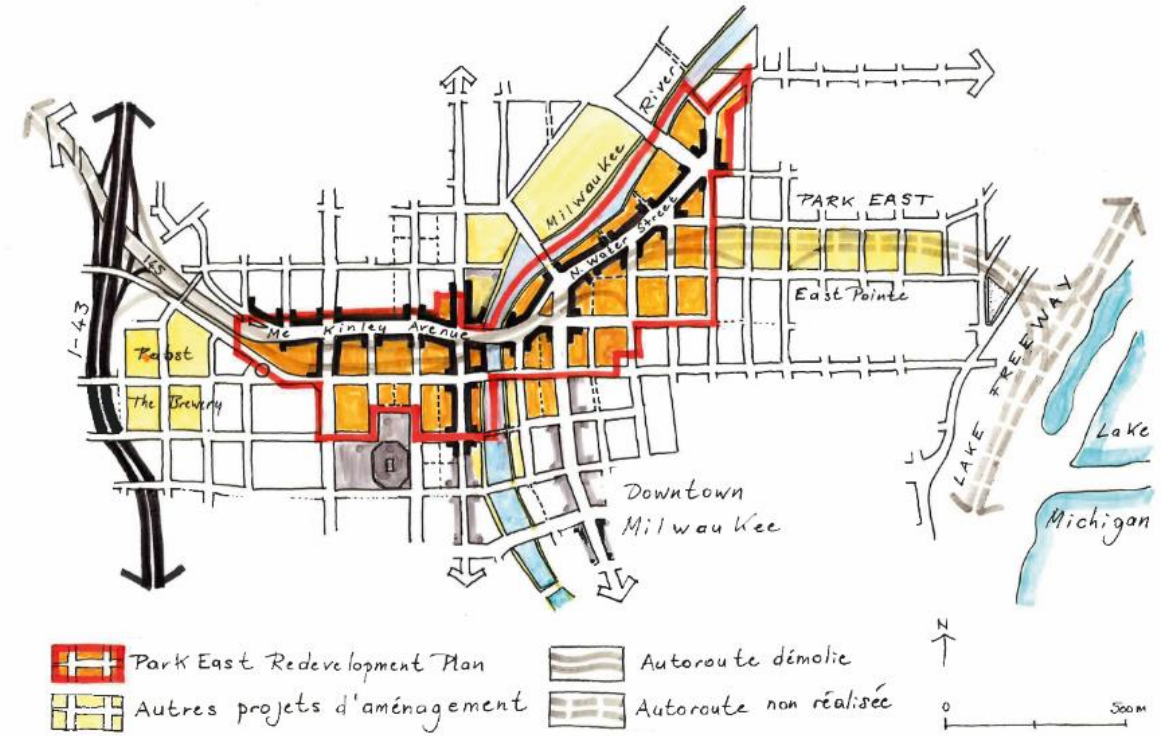 River
Milwaukee
N. Water Street
PARK EAST
East Pointe
145
I-43
Mc Kinley Avenue
Pabst
The Brewery
LAKE FREEWAY
Lake
Michigan
Downtown
Milwaukee
Park East Redevelopment Plan
Autres projets d'aménagement
Autoroute démolie
Autoroute non réalisée
N
0
500m